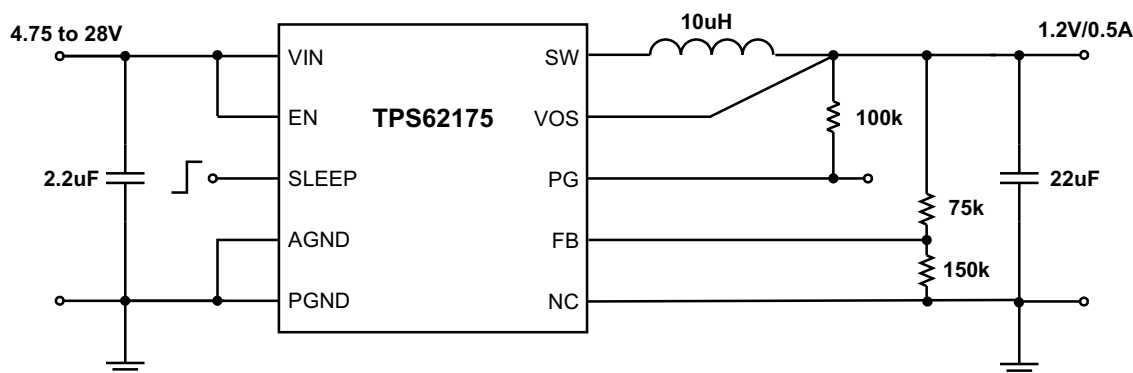 4.75 to 28V
10uH
1.2V/0.5A
VIN
SW
EN
TPS62175
VOS
100k
2.2uF
SLEEP
PG
22uF
75k
AGND
FB
150k
PGND
NC